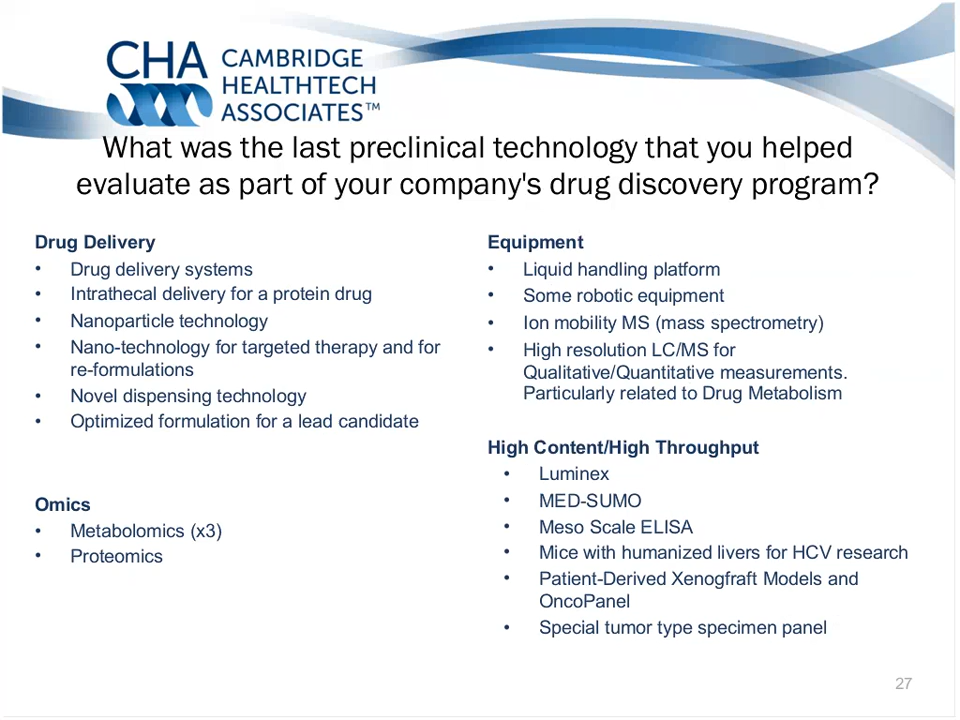 CHA CAMBRIDGE
HEALTHTECH
ASSOCIATES™
What was the last preclinical technology that you helped
evaluate as part of your company's drug discovery program?
Drug Delivery
• Drug delivery systems
• Intrathecal delivery for a protein drug
• Nanoparticle technology
• Nano-technology for targeted therapy and for
re-formulations
• Novel dispensing technology
• Optimized formulation for a lead candidate
Omics
• Metabolomics (x3)
• Proteomics
Equipment
• Liquid handling platform
• Some robotic equipment
• Ion mobility MS (mass spectrometry)
• High resolution LC/MS for
Qualitative/Quantitative measurements.
Particularly related to Drug Metabolism
High Content/High Throughput
• Luminex
• MED-SUMO
• Meso Scale ELISA
• Mice with humanized livers for HCV research
• Patient-Derived Xenogfraft Models and
OncoPanel
• Special tumor type specimen panel
27